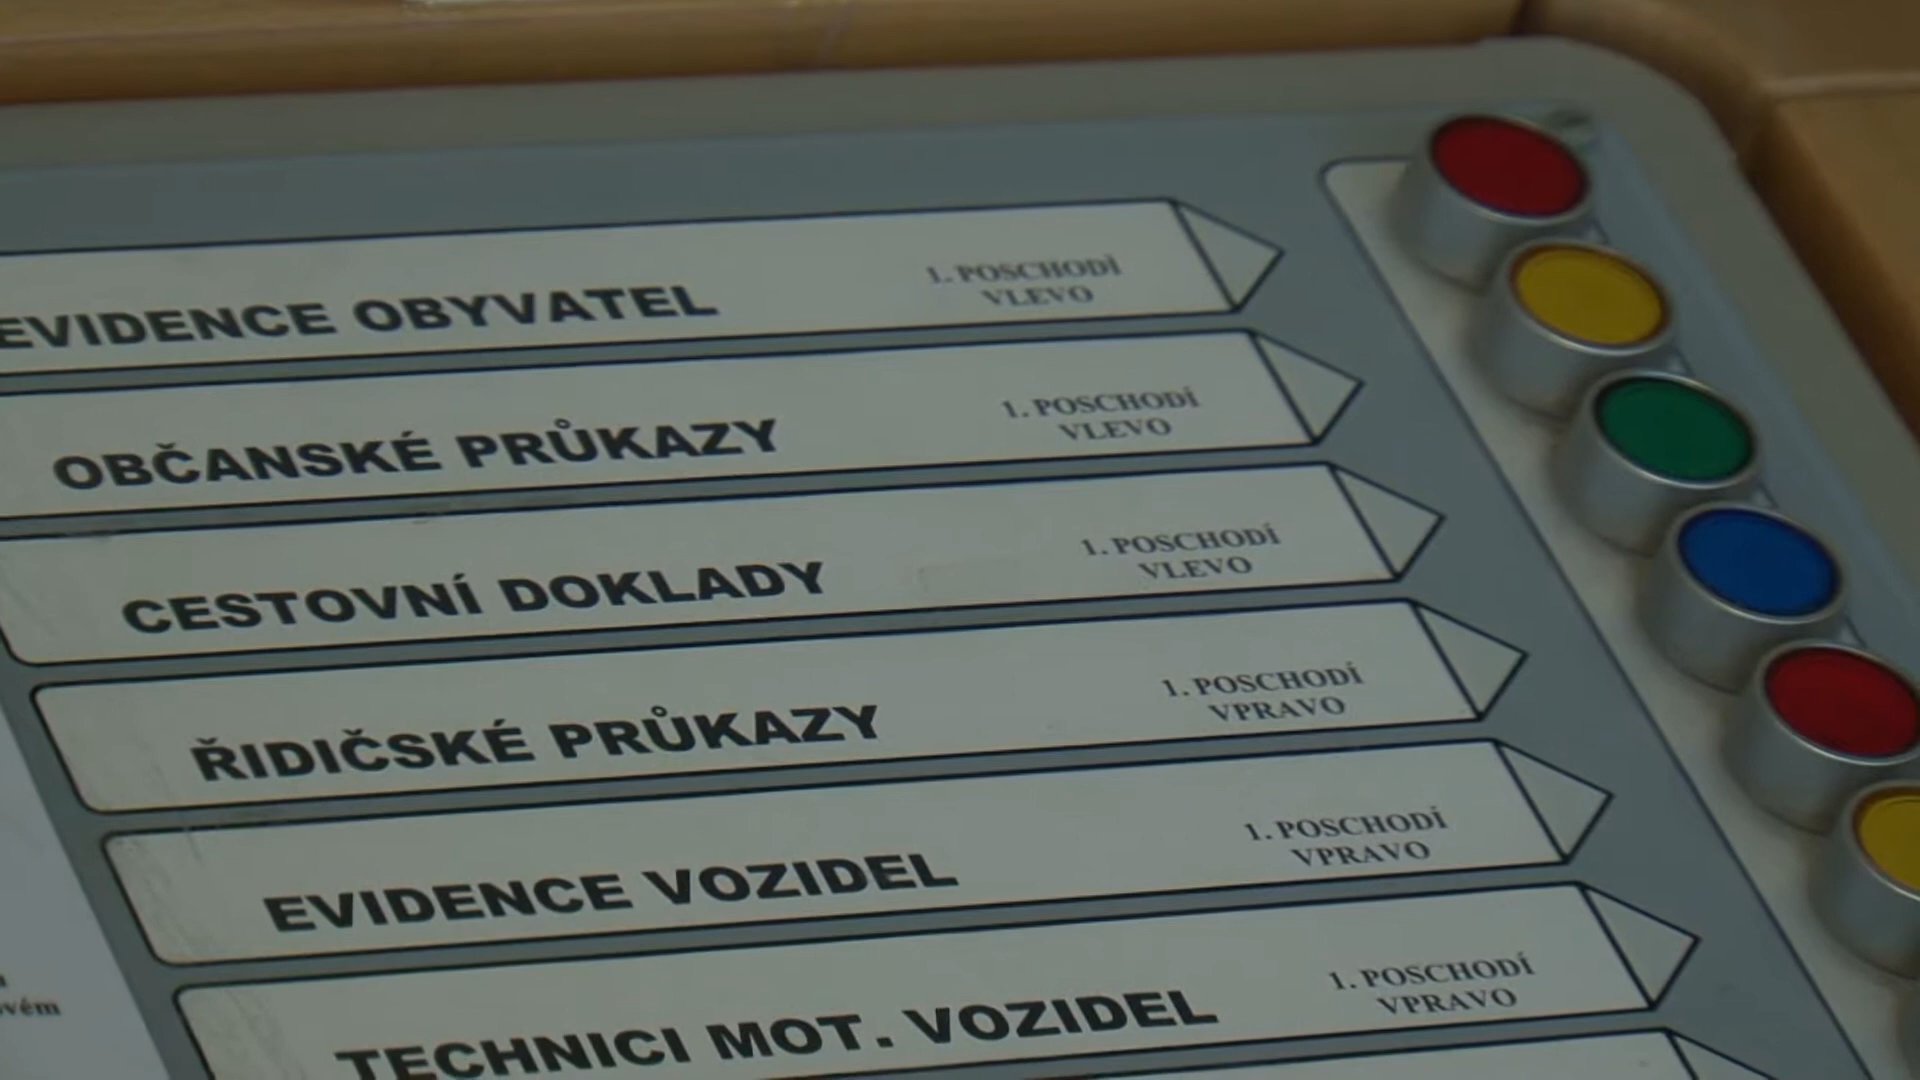 EVIDENCE OBYVATEL
1. POSCHODÍ
VLEVO
OBČANSKÉ PRŮKAZY
1. POSCHODÍ
VLEVO
CESTOVNÍ DOKLADY
1. POSCHODÍ
VLEVO
ŘIDIČSKÉ PRŮKAZY
1. POSCHODÍ
VPRAVO
EVIDENCE VOZIDEL
1. POSCHODÍ
VPRAVO
TECHNICI MOT. VOZIDEL
1. POSCHODÍ
VPRAVO